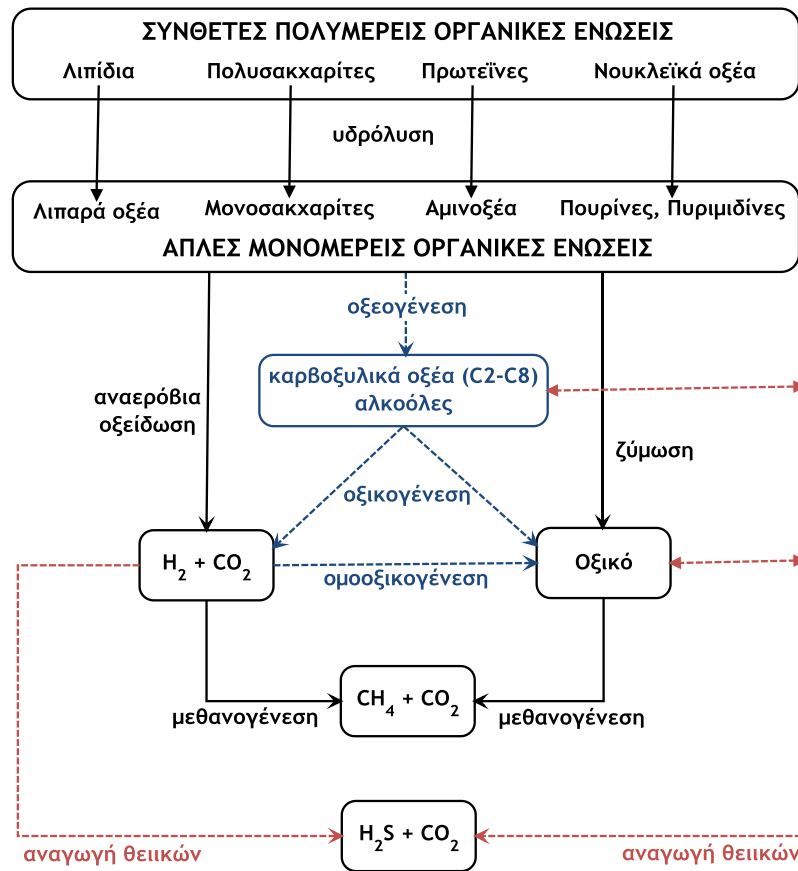 ΣΥΝΘΕΤΕΣ ΠΟΛΥΜΕΡΕΙΣ ΟΡΓΑΝΙΚΕΣ ΕΝΩΣΕΙΣ
Λιπίδια Πολυσακχαρίτες Πρωτεΐνες Νουκλεϊκά οξέα
υδρόλυση
Λιπαρά οξέα Μονοσακχαρίτες Αμινοξέα Πουρίνες, Πυριμιδίνες
ΑΠΛΕΣ ΜΟΝΟΜΕΡΕΙΣ ΟΡΓΑΝΙΚΕΣ ΕΝΩΣΕΙΣ
οξεογένεση
καρβοξυλικά οξέα (C2-C8)
αλκοόλες
αναερόβια
οξείδωση
ζύμωση
οξικογένεση
H₂ + CO₂
Οξικό
ομοοξικογένεση
CH₄ + CO₂
μεθανογένεση μεθανογένεση
H₂S + CO₂
αναγωγή θειικών αναγωγή θειικών